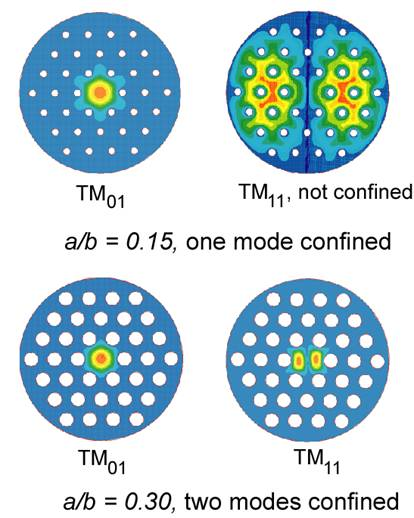 TM01
TM11, not confined
a/b = 0.15, one mode confined
TM01
TM11
a/b = 0.30, two modes confined